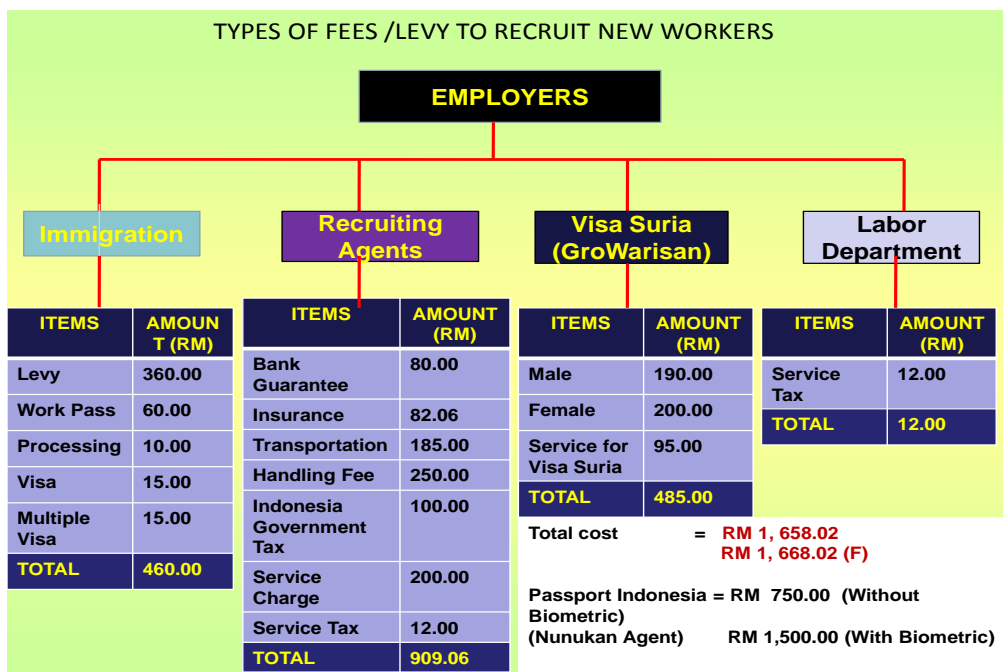 TYPES OF FEES /LEVY TO RECRUIT NEW WORKERS
EMPLOYERS
Immigration
ITEMS AMOUN
T (RM)
Levy 360.00
Work Pass 60.00
Processing 10.00
Visa 15.00
Multiple 15.00
Visa
TOTAL 460.00
Recruiting
Agents
ITEMS AMOUNT
(RM)
Bank 80.00
Guarantee
Insurance 82.06
Transportation 185.00
Handling Fee 250.00
Indonesia 100.00
Government
Tax
Service 200.00
Charge
Service Tax 12.00
TOTAL 909.06
Visa Suria
(GroWarisan)
ITEMS AMOUNT
(RM)
Male 190.00
Female 200.00
Service for 95.00
Visa Suria
TOTAL 485.00
Labor
Department
ITEMS AMOUNT
(RM)
Service 12.00
Tax
TOTAL 12.00
Total cost = RM 1, 658.02
RM 1, 668.02 (F)
Passport Indonesia = RM 750.00 (Without
Biometric)
(Nunukan Agent) RM 1,500.00 (With Biometric)